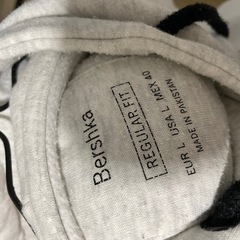 Bershka
REGULAR FIT
EUR L USA L MEX 40
MADE IN PAKISTAN